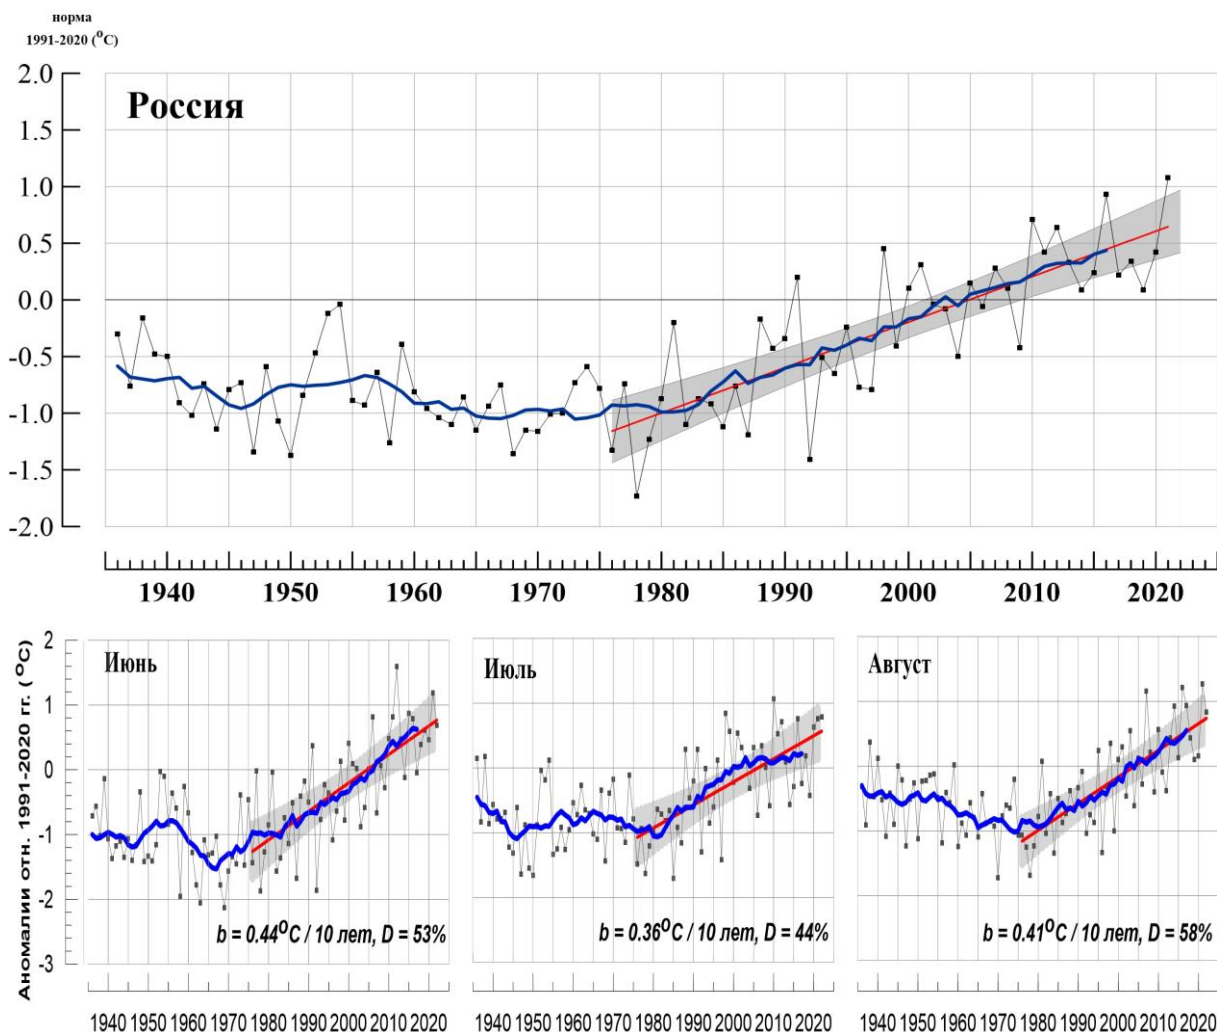 норма
1991-2020 (°C)
2.0
Россия
1.5
1.0
0.5
0.0
-0.5
-1.0
-1.5
-2.0
1940 1950 1960 1970 1980 1990 2000 2010 2020
Аномалии отн. 1991-2020 гг. (°C)
2
1
0
-1
-2
-3
Июнь
b = 0.44°C / 10 лет, D = 53%
1940 1950 1960 1970 1980 1990 2000 2010 2020
Июль
b = 0.36°C / 10 лет, D = 44%
1940 1950 1960 1970 1980 1990 2000 2010 2020
Август
b = 0.41°C / 10 лет, D = 58%
1940 1950 1960 1970 1980 1990 2000 2010 2020